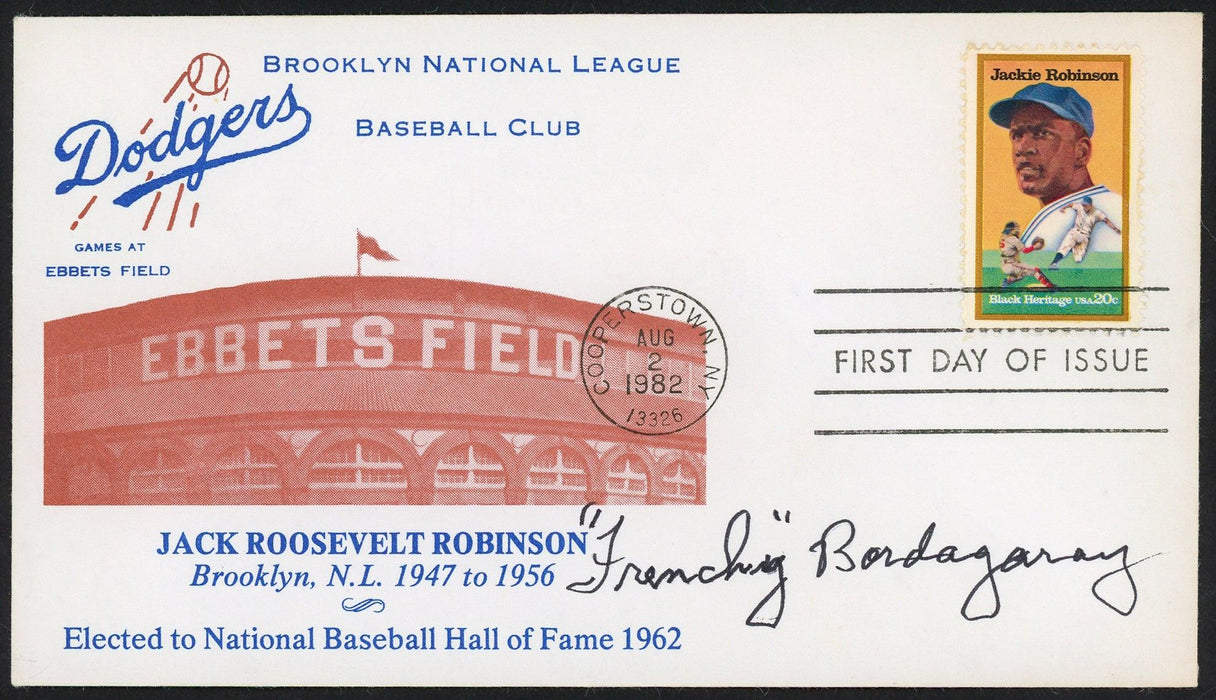 BROOKLYN NATIONAL LEAGUE
Dodgers
BASEBALL CLUB
GAMES AT
EBBETS FIELD
Jackie Robinson
Black Heritage USA 20c
EBBETS FIELD
COOPERSTOWN, NY
AUG
2
1982
13326
FIRST DAY OF ISSUE
JACK ROOSEVELT ROBINSON
Brooklyn, N.L. 1947 to 1956
Elected to National Baseball Hall of Fame 1962
"Frenchy" Bordagaray